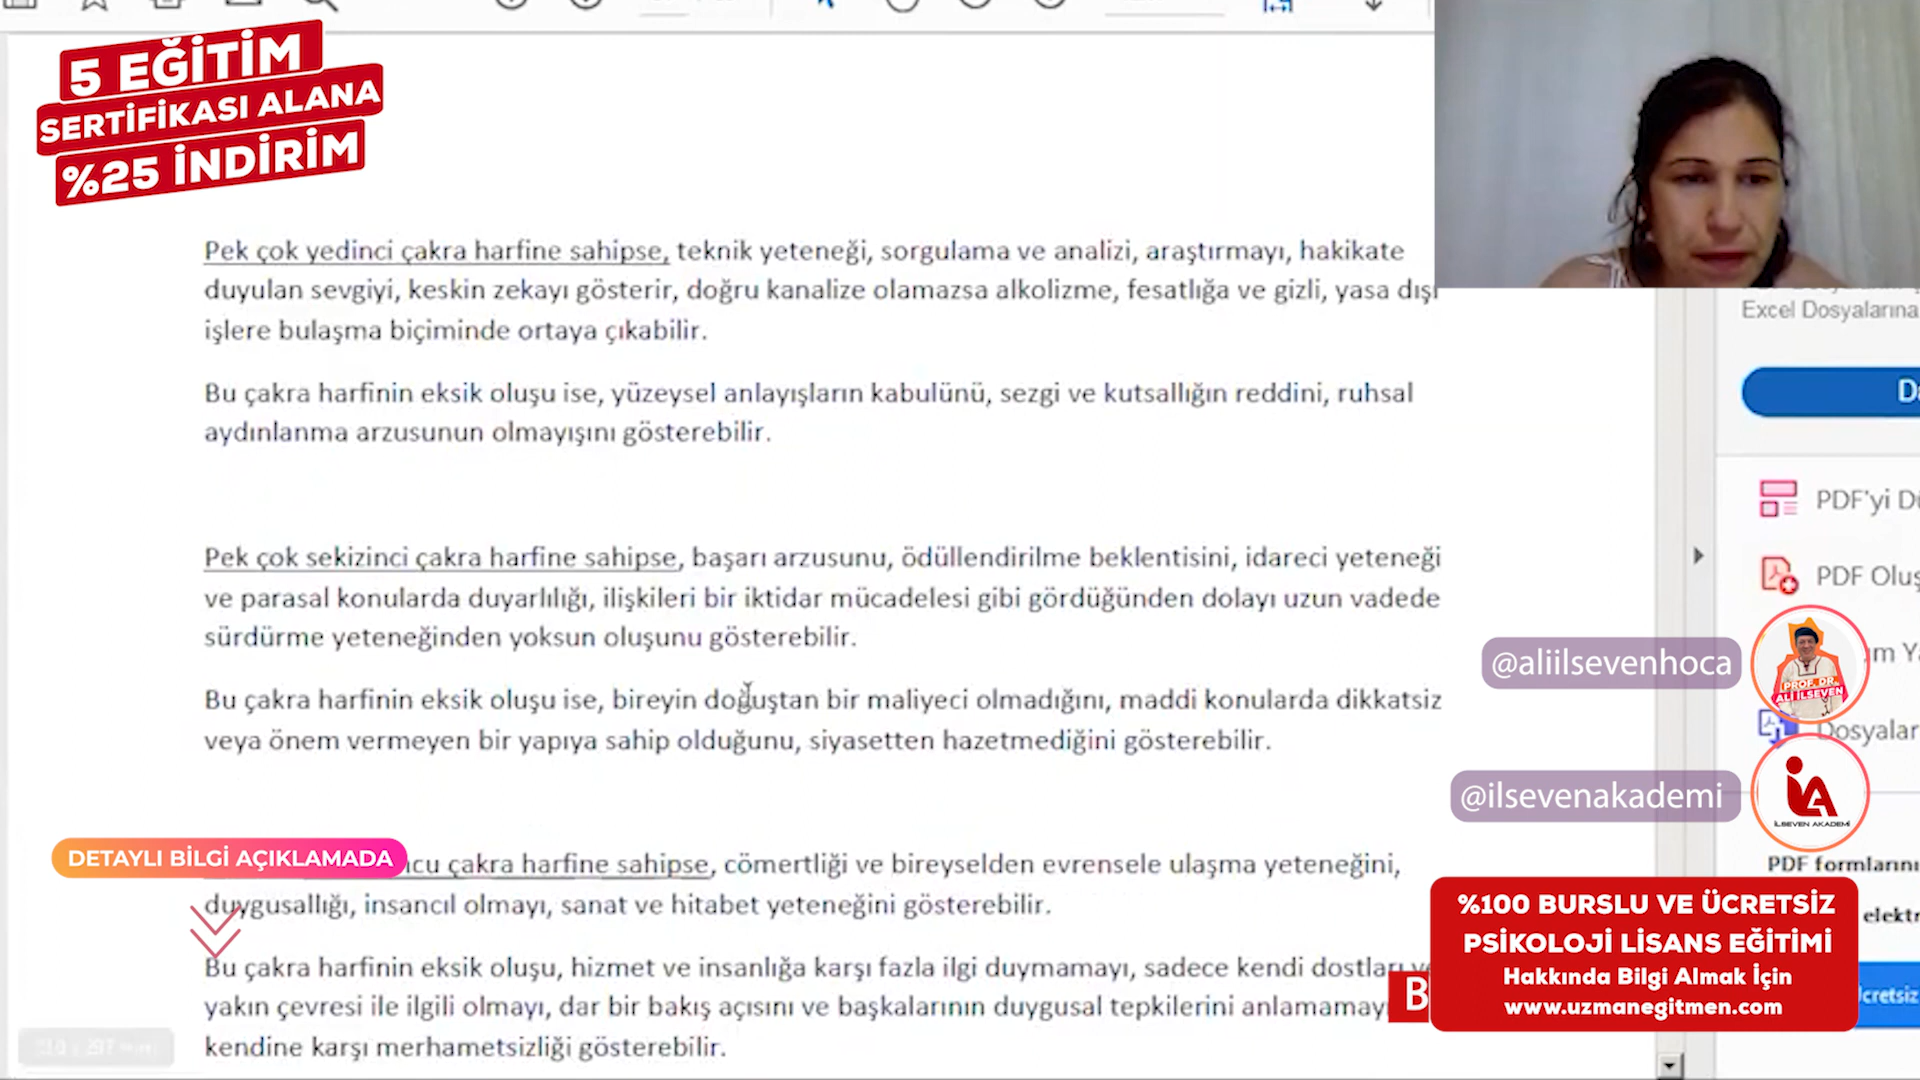 5 EĞİTİM
SERTİFİKASI ALANA
%25 İNDİRİM
Pek çok yedinci çakra harfine sahipse, teknik yeteneği, sorgulama ve analizi, araştırmayı, hakikate
duyulan sevgiyi, keskin zekayı gösterir, doğru kanalize olamazsa alkolizme, fesatlığa ve gizli, yasa dışı
işlere bulaşma biçiminde ortaya çıkabilir.
Bu çakra harfinin eksik oluşu ise, yüzeysel anlayışların kabulünü, sezgi ve kutsallığın reddini, ruhsal
aydınlanma arzusunun olmayışını gösterebilir.
Pek çok sekizinci çakra harfine sahipse, başarı arzusunu, ödüllendirilme beklentisini, idareci yeteneği
ve parasal konularda duyarlılığı, ilişkileri bir iktidar mücadelesi gibi gördüğünden dolayı uzun vadede
sürdürme yeteneğinden yoksun oluşunu gösterebilir.
Bu çakra harfinin eksik oluşu ise, bireyin doğuştan bir maliyeci olmadığını, maddi konularda dikkatsiz
veya önem vermeyen bir yapıya sahip olduğunu, siyasetten hazetmediğini gösterebilir.
DETAYLI BİLGİ AÇIKLAMADA
çakra harfine sahipse, cömertliği ve bireyselden evrensele ulaşma yeteneğini,
duygusallığı, insancıl olmayı, sanat ve hitabet yeteneğini gösterebilir.
Bu çakra harfinin eksik oluşu, hizmet ve insanlığa karşı fazla ilgi duymamayı, sadece kendi dostları
yakın çevresi ile ilgili olmayı, dar bir bakış açısını ve başkalarının duygusal tepkilerini
kendine karşı merhametsizliği gösterebilir.
Excel Dosyalarına
PDF'yi
PDF
@aliilsevenhoca
PROF. DR.
ALİ İLSEVEN
Dosyalar
@ilsevenakademi
İLSEVEN AKADEMİ
PDF formlarını
B
%100 BURSLU VE ÜCRETSİZ
PSİKOLOJİ LİSANS EĞİTİMİ
Hakkında Bilgi Almak İçin
www.uzmanegitmen.com